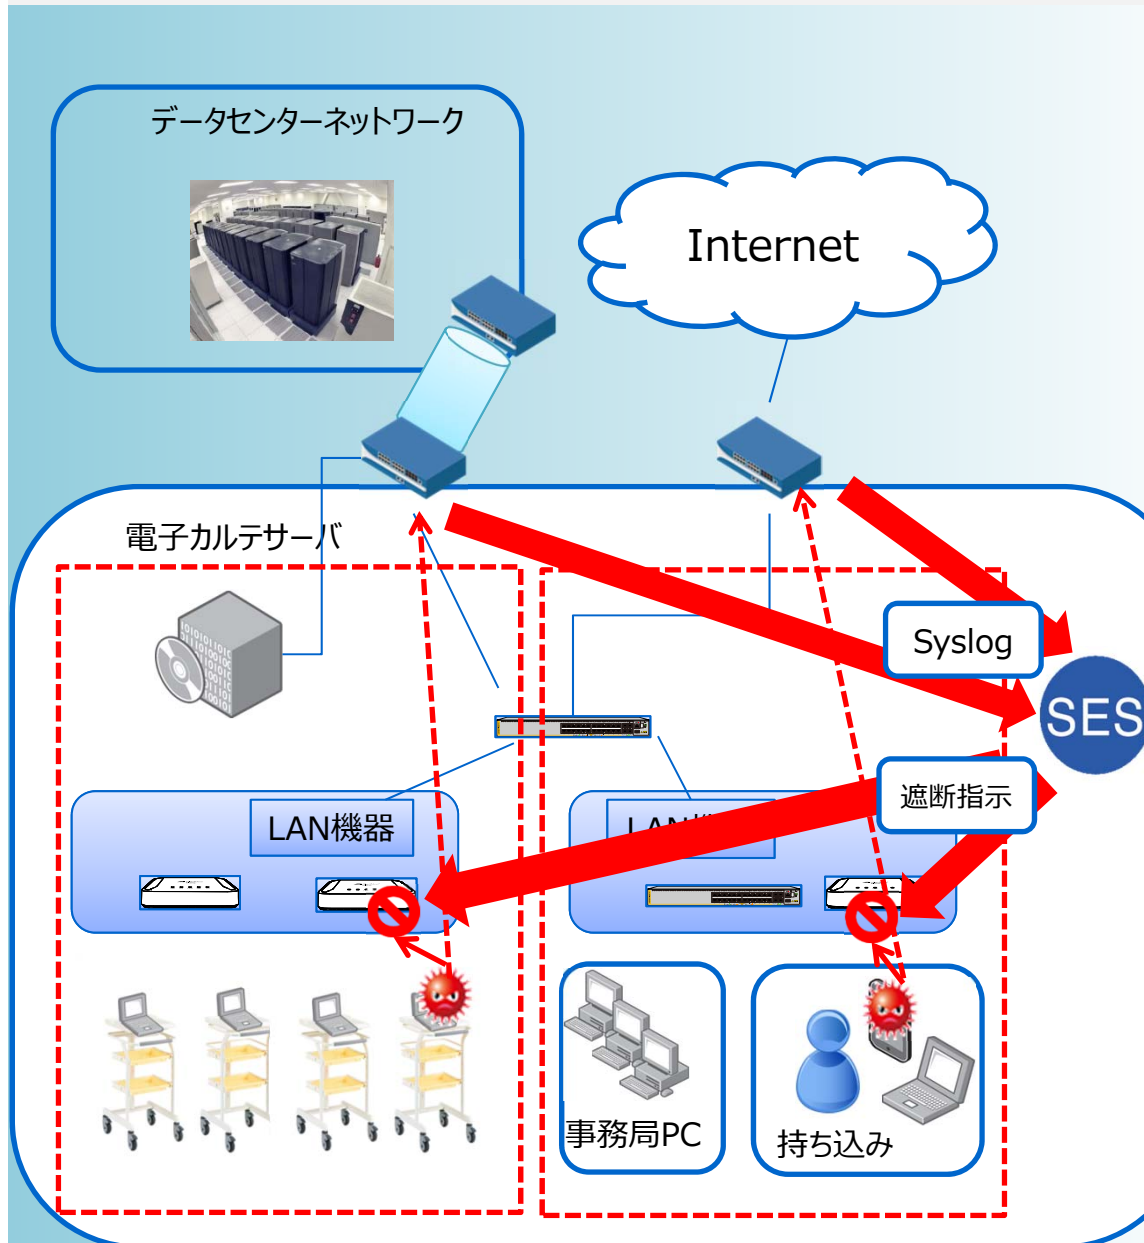 データセンターネットワーク
Internet
電子カルテサーバ
Syslog
SES
遮断指示
LAN機器
LAN
事務局PC
持ち込み